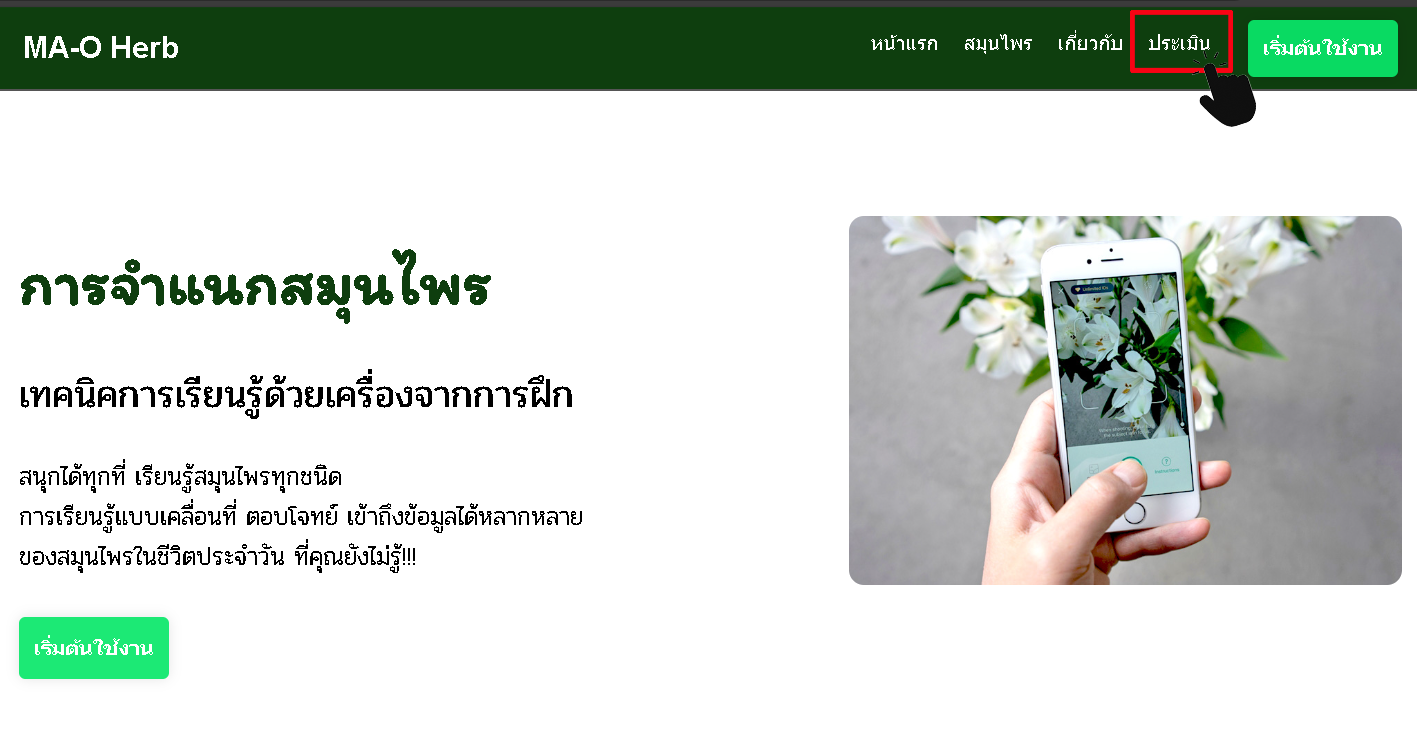 MA-O Herb
หน้าแรก สมุนไพร เกี่ยวกับ ประเมิน เริ่มต้นใช้งาน
การจำแนกสมุนไพร
เทคนิคการเรียนรู้ด้วยเครื่องจากการฝึก
สนุกได้ทุกที่ เรียนรู้สมุนไพรทุกชนิด
การเรียนรู้แบบเคลื่อนที่ ตอบโจทย์ เข้าถึงข้อมูลได้หลากหลาย
ของสมุนไพรในชีวิตประจำวัน ที่คุณยังไม่รู้!!!
เริ่มต้นใช้งาน
Instructions